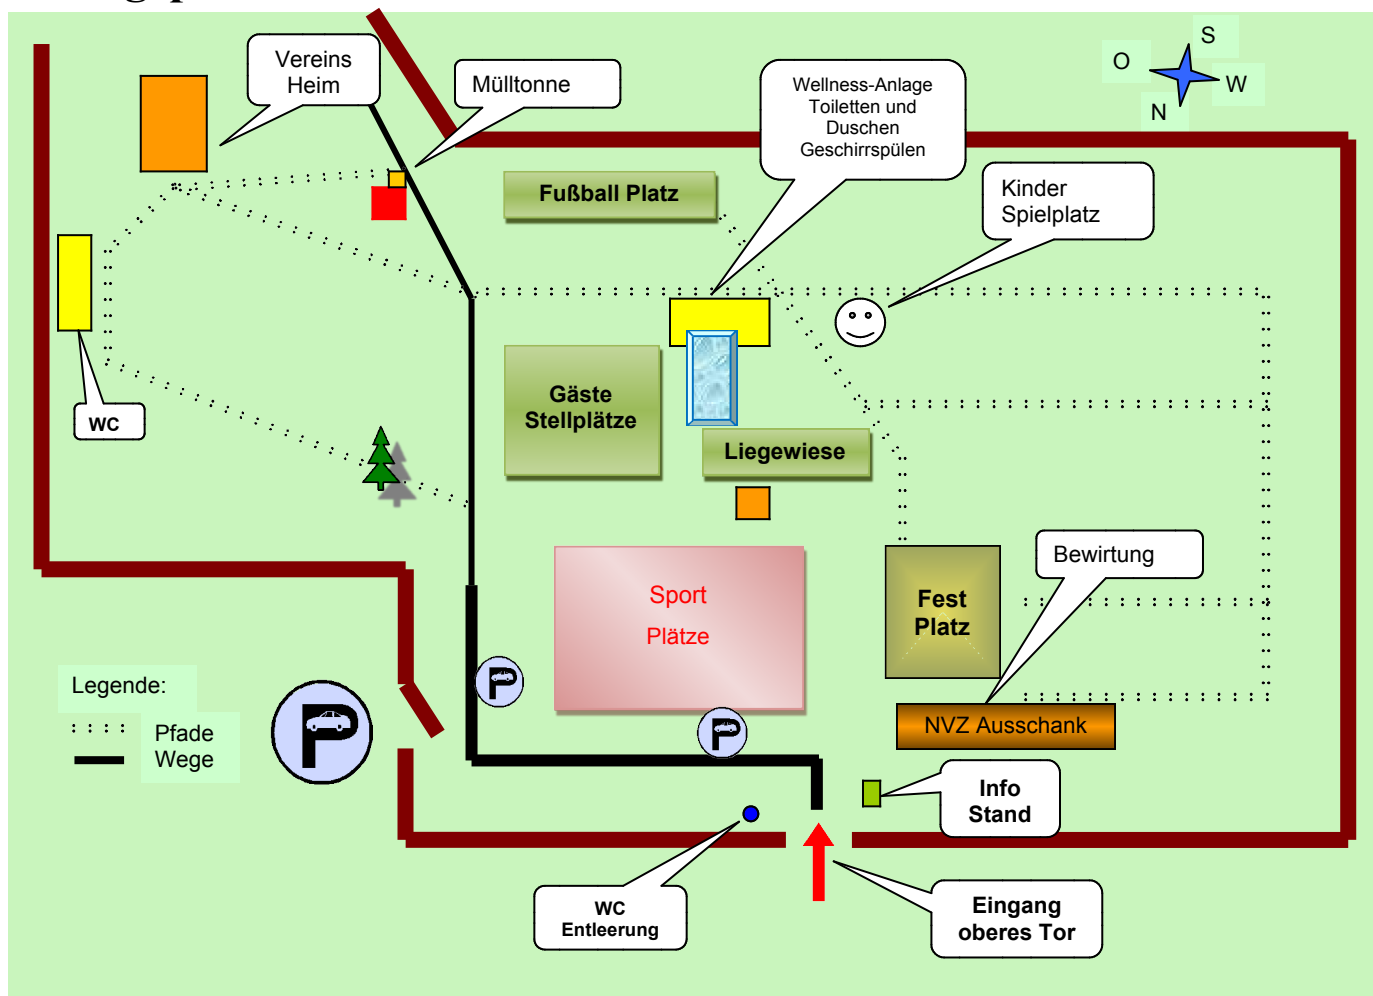 Vereins
Heim
Mülltonne
Wellness-Anlage
Toiletten und
Duschen
Geschirrspülen
S
O
W
N
Kinder
Spielplatz
Fußball Platz
Gäste
Stellplätze
WC
Liegewiese
Bewirtung
Sport
Plätze
Fest
Platz
Legende:
Pfade
Wege
P
P
P
NVZ Ausschank
Info
Stand
WC
Entleerung
Eingang
oberes Tor